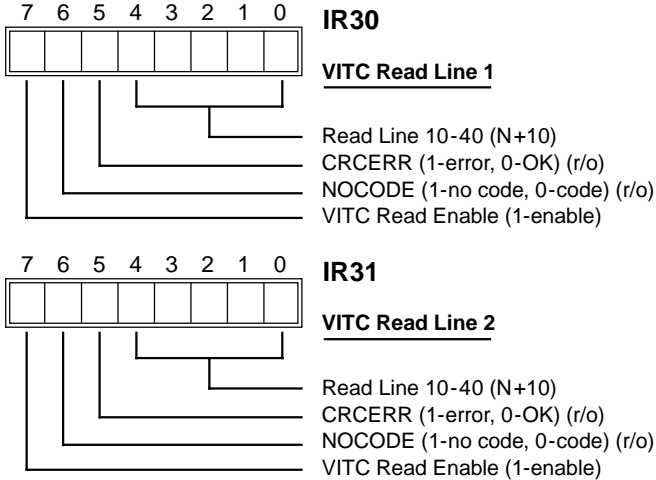 7 6 5 4 3 2 1 0 IR30
VITC Read Line 1
Read Line 10-40 (N+10)
CRCERR (1-error, 0-OK) (r/o)
NOCODE (1-no code, 0-code) (r/o)
VITC Read Enable (1-enable)
7 6 5 4 3 2 1 0 IR31
VITC Read Line 2
Read Line 10-40 (N+10)
CRCERR (1-error, 0-OK) (r/o)
NOCODE (1-no code, 0-code) (r/o)
VITC Read Enable (1-enable)